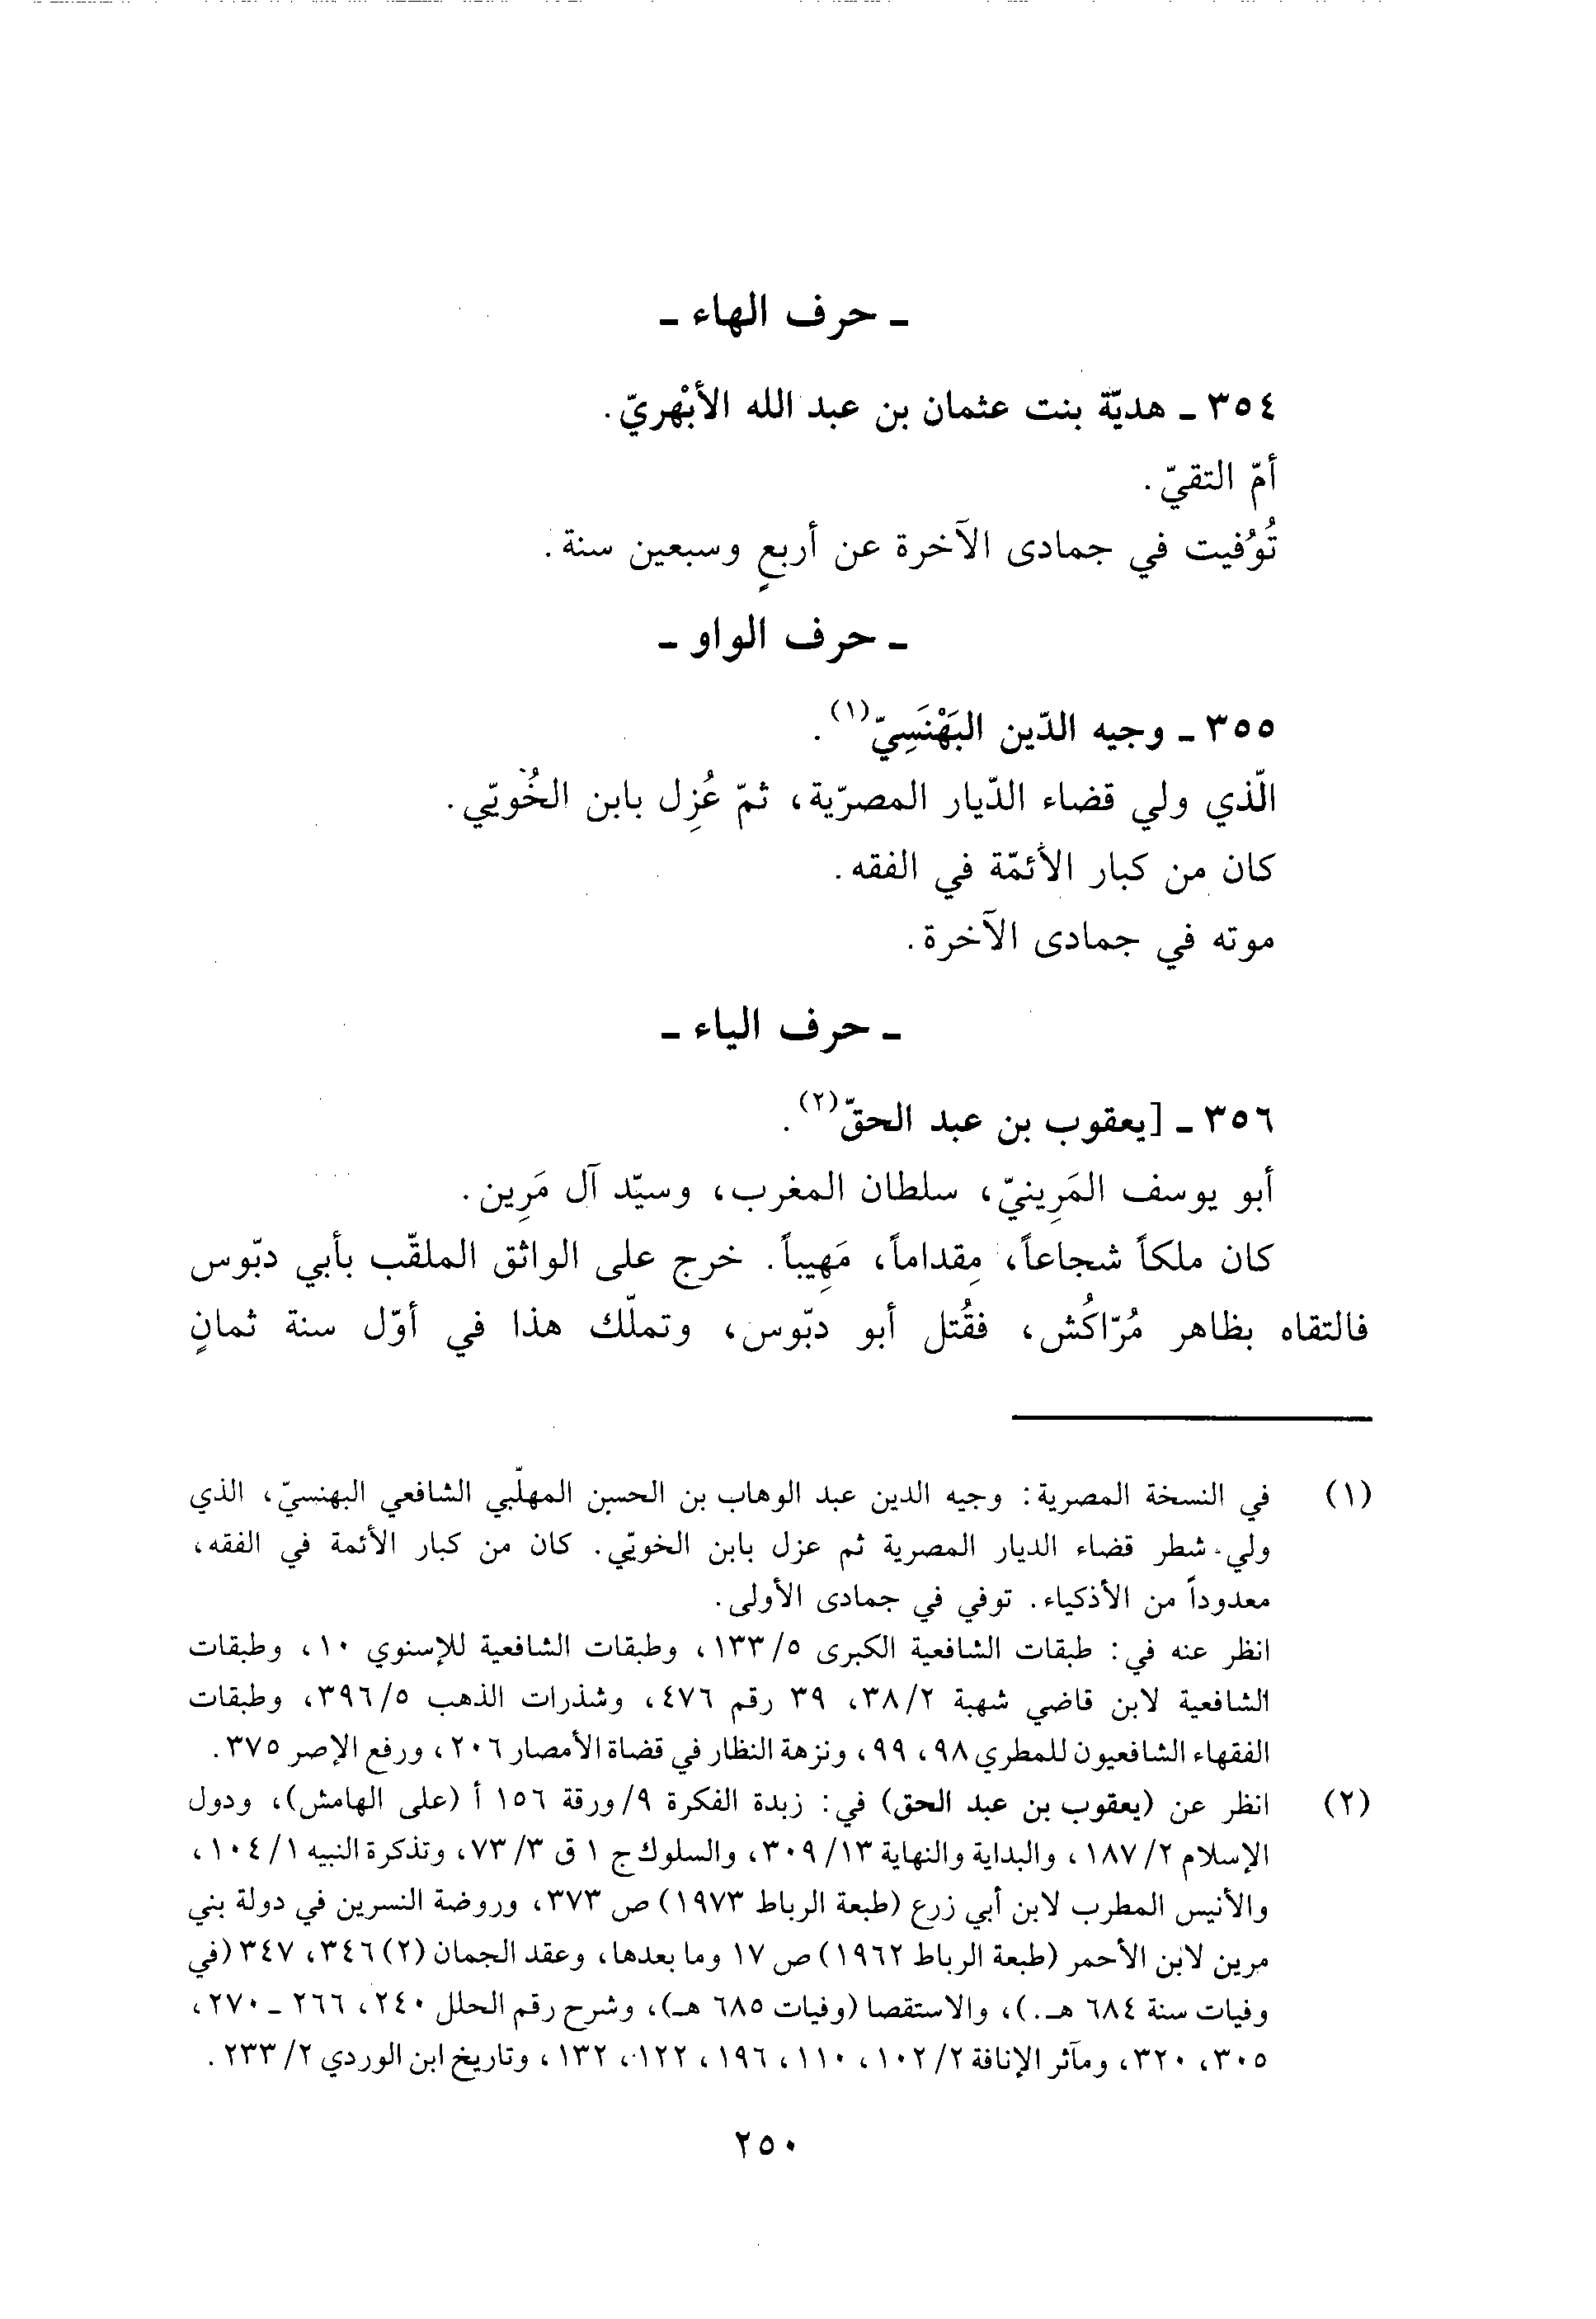 ـ حرف الهاء ـ
٣٥٤ ـ هديّة بنت عثمان بن عبد الله الأبْهريّ.
أمّ التقيّ.
تُوُفيت في جمادى الآخرة عن أربعٍ وسبعين سنة.
ـ حرف الواو ـ
٣٥٥ ـ وجيه الدّين البَهْنَسِيّ(١).
الّذي ولي قضاء الدّيار المصرّية، ثمّ عُزِل بابن الخُويّي.
كان من كبار الأئمّة في الفقه.
موته في جمادى الآخرة.
ـ حرف الياء ـ
٣٥٦ ـ [يعقوب بن عبد الحقّ(٢).
أبو يوسف المَرِينيّ، سلطان المغرب، وسيّد آل مَرِين.
كان ملكاً شجاعاً، مِقداماً، مَهِيباً. خرج على الواثق الملقّب بأبي دبّوس
فالتقاه بظاهر مُرّاكُش، فقُتل أبو دبّوس، وتملّك هذا في أوّل سنة ثمانٍ
(١) في النسخة المصرية: وجيه الدين عبد الوهاب بن الحسين المهلّبي الشافعي البهنسيّ، الذي
ولي شطر قضاء الديار المصرية ثم عزل بابن الخويّي. كان من كبار الأئمة في الفقه،
معدوداً من الأذكياء. توفي في جمادى الأولى.
انظر عنه في: طبقات الشافعية الكبرى ٥/ ١٣٣، وطبقات الشافعية للإسنوي ١٠، وطبقات
الشافعية لابن قاضي شهبة ٢/ ٣٨، ٣٩ رقم ٤٧٦، وشذرات الذهب ٥/ ٣٩٦، وطبقات
الفقهاء الشافعيون للمطري ٩٨، ٩٩، ونزهة النظار في قضاة الأمصار ٢٠٦، ورفع الإصر ٣٧٥.
(٢) انظر عن (يعقوب بن عبد الحق) في: زبدة الفكرة ٩/ ورقة ١٥٦ أ (على الهامش)، ودول
الإسلام ٢/ ١٨٧، والبداية والنهاية ١٣/ ٣٠٩، والسلوك ج ١ ق ٣/ ٧٣، وتذكرة النبيه ١/ ١٠٤،
والأنيس المطرب لابن أبي زرع (طبعة الرباط ١٩٧٣) ص ٣٧٣، وروضة النسرين في دولة بني
مرين لابن الأحمر (طبعة الرباط ١٩٦٢) ص ١٧ وما بعدها، وعقد الجمان (٢) ٣٤٦، ٣٤٧ (في
وفيات سنة ٦٨٤ هـ.)، والاستقصا (وفيات ٦٨٥ هـ)، وشرح رقم الحلل ٢٤٠، ٢٦٦ ـ ٢٧٠،
٣٠٥، ٣٢٠، ومآثر الإنافة ٢/ ١٠٢، ١١٠، ١٩٦، ١٢٢، ١٣٢، وتاريخ ابن الوردي ٢/ ٢٣٣.
٢٥٠